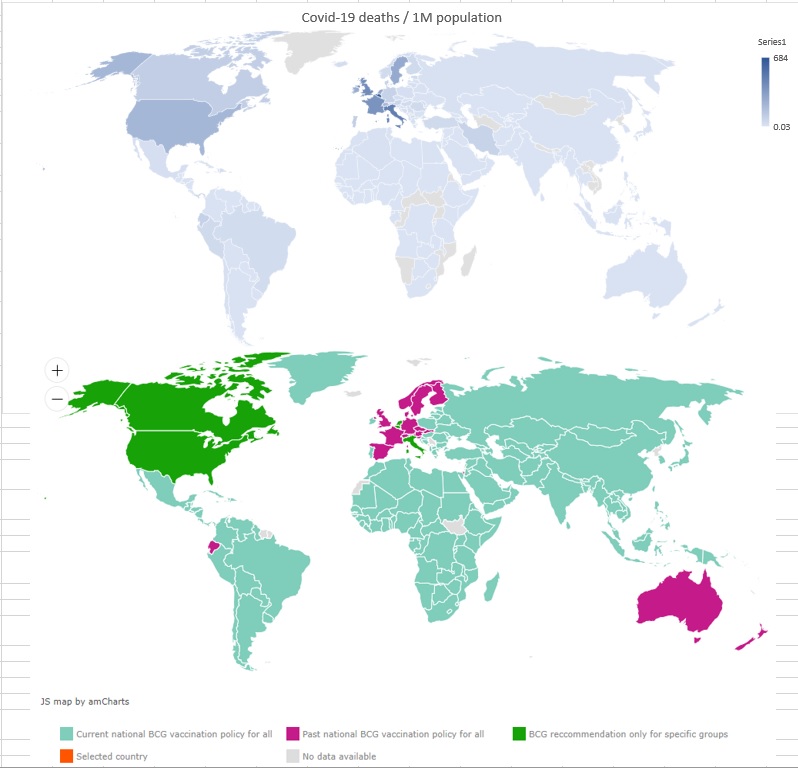 Covid-19 deaths / 1M population
Series1
684
0.03
+
−
JS map by amCharts
Current national BCG vaccination policy for all
Past national BCG vaccination policy for all
BCG reccommendation only for specific groups
Selected country
No data available